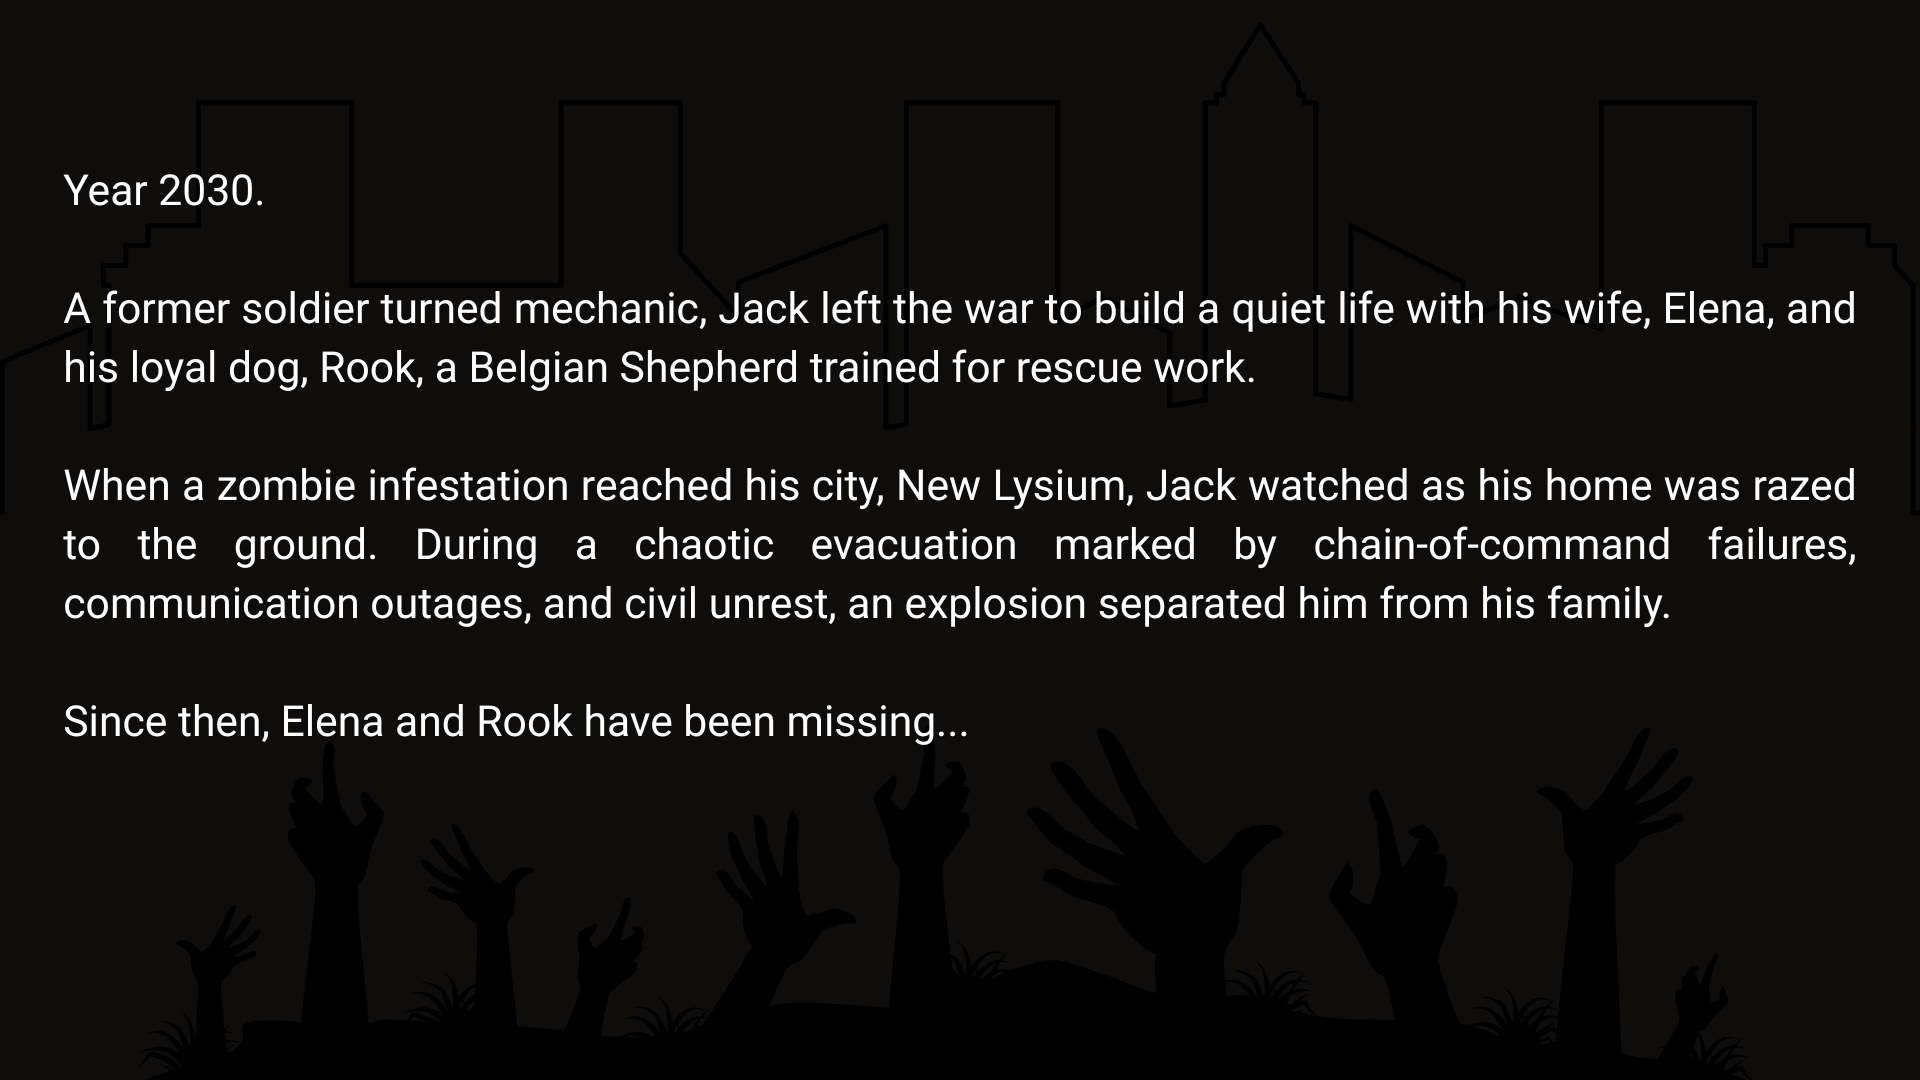 Year 2030.
A former soldier turned mechanic, Jack left the war to build a quiet life with his wife, Elena, and
his loyal dog, Rook, a Belgian Shepherd trained for rescue work.
When a zombie infestation reached his city, New Lysium, Jack watched as his home was razed
to the ground. During a chaotic evacuation marked by chain-of-command failures,
communication outages, and civil unrest, an explosion separated him from his family.
Since then, Elena and Rook have been missing...